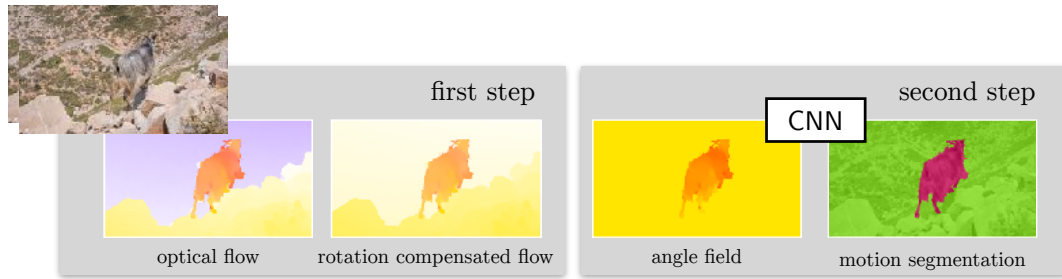 first step
second step
CNN
optical flow
rotation compensated flow
angle field
motion segmentation